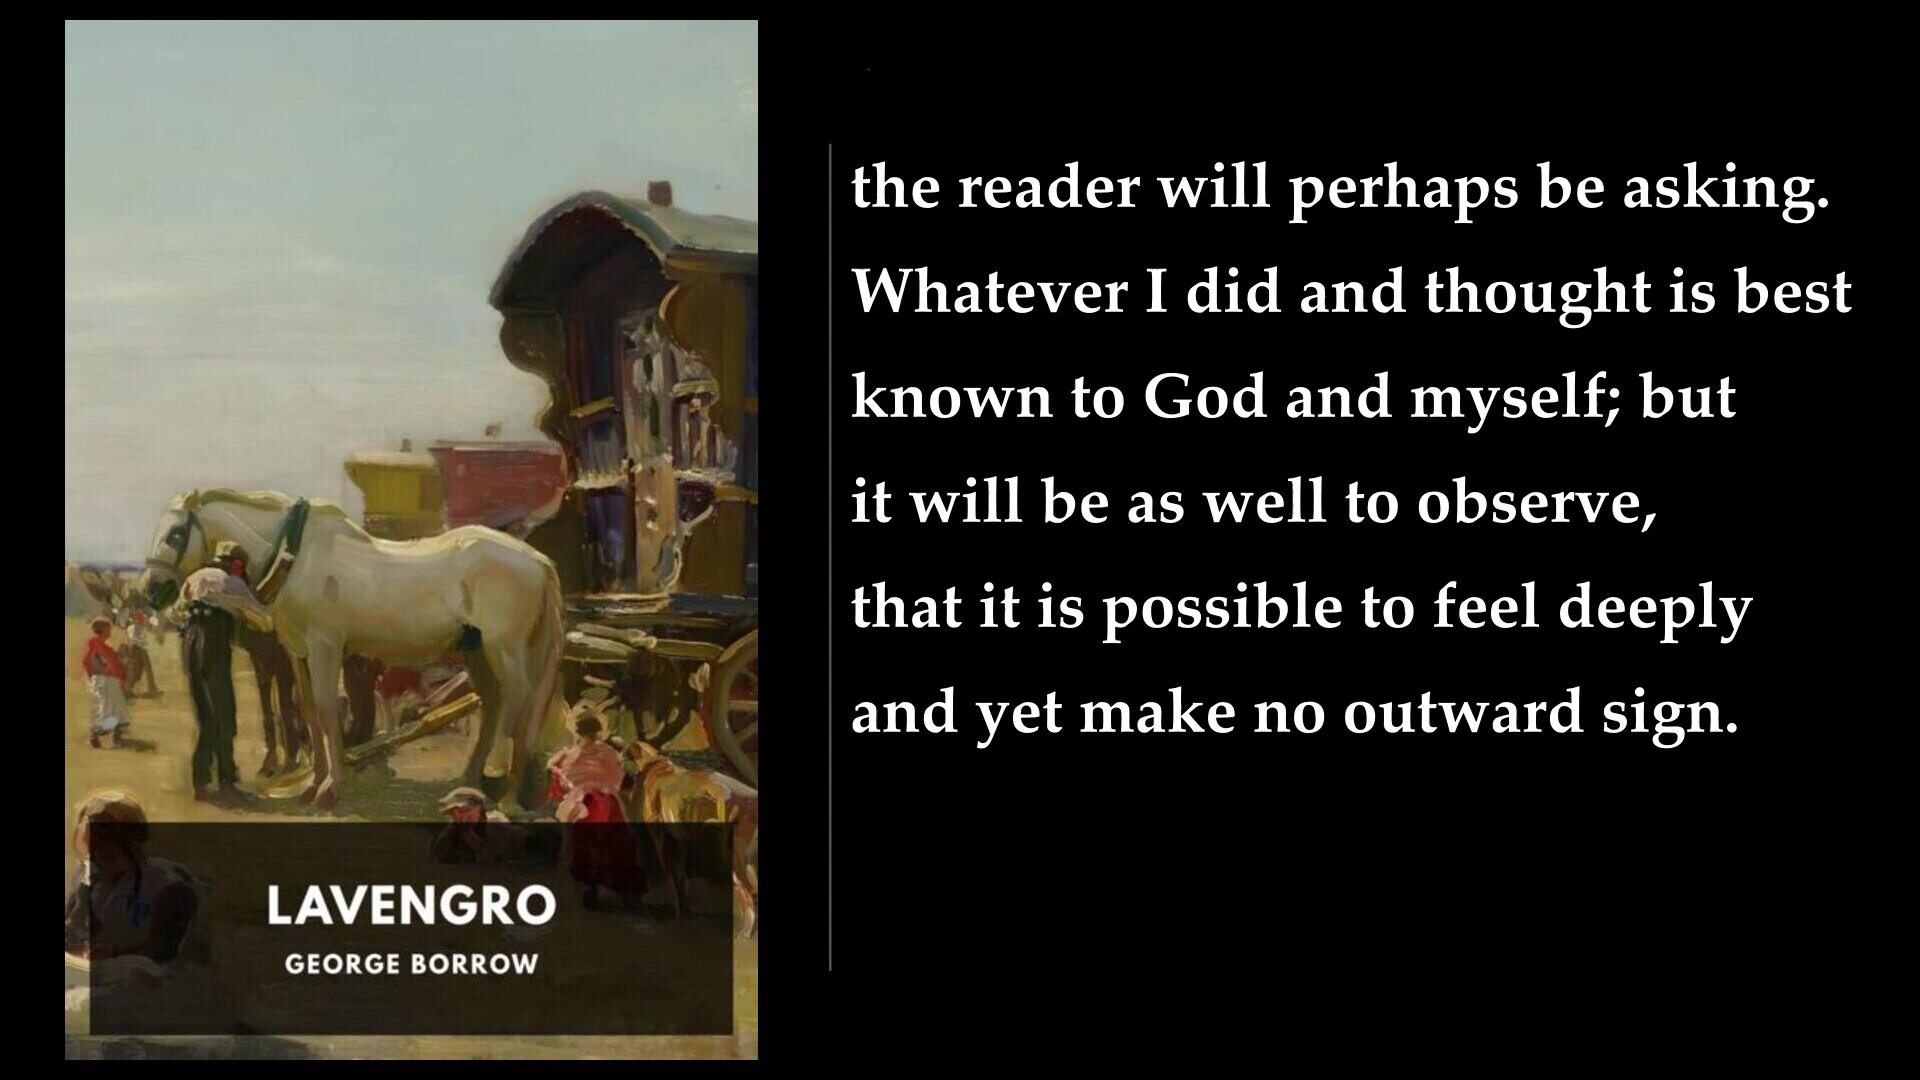 the reader will perhaps be asking.
Whatever I did and thought is best
known to God and myself; but
it will be as well to observe,
that it is possible to feel deeply
and yet make no outward sign.
LAVENGRO
GEORGE BORROW